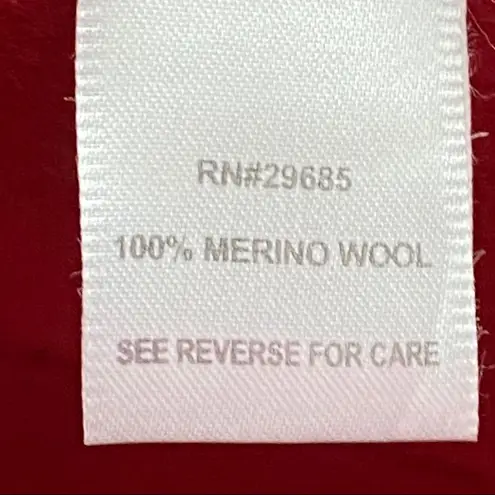 RN#29685
100% MERINO WOOL
SEE REVERSE FOR CARE